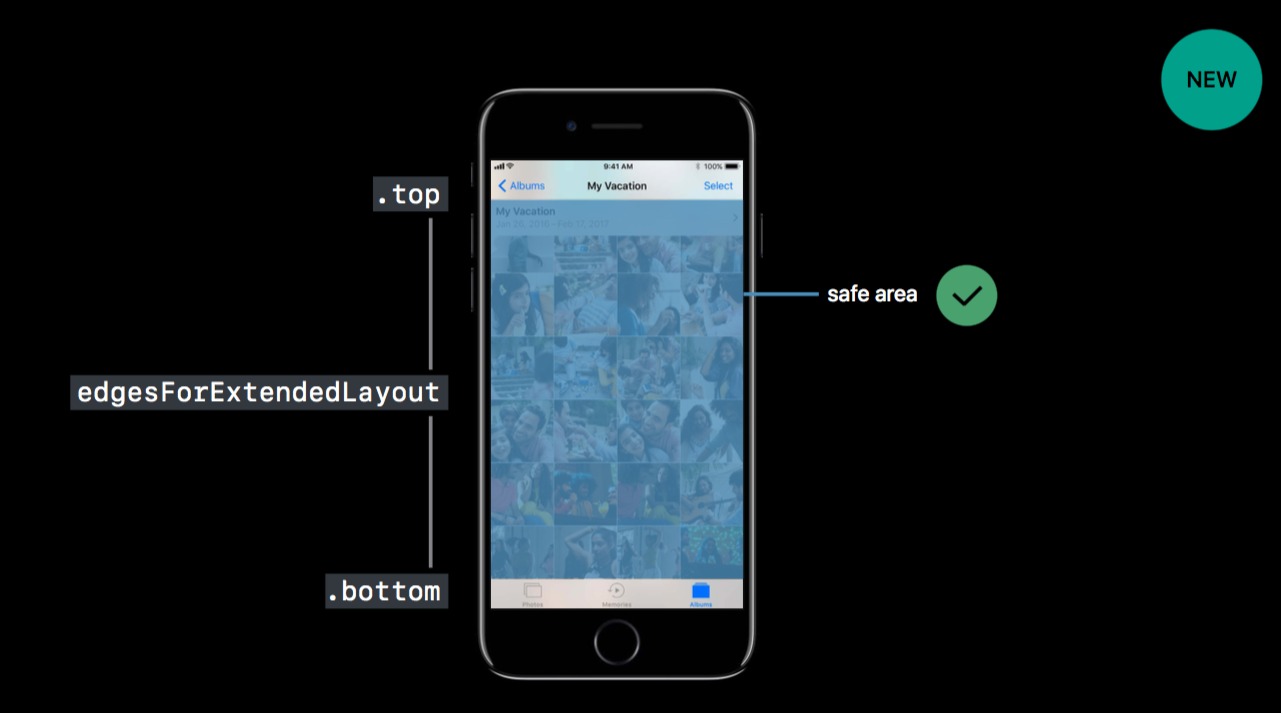 NEW
9:41 AM
100%
Albums
My Vacation
Select
.top
My Vacation
Jan 26, 2016 - Feb 17, 2017
safe area
edgesForExtendedLayout
.bottom
Photos
Memories
Albums